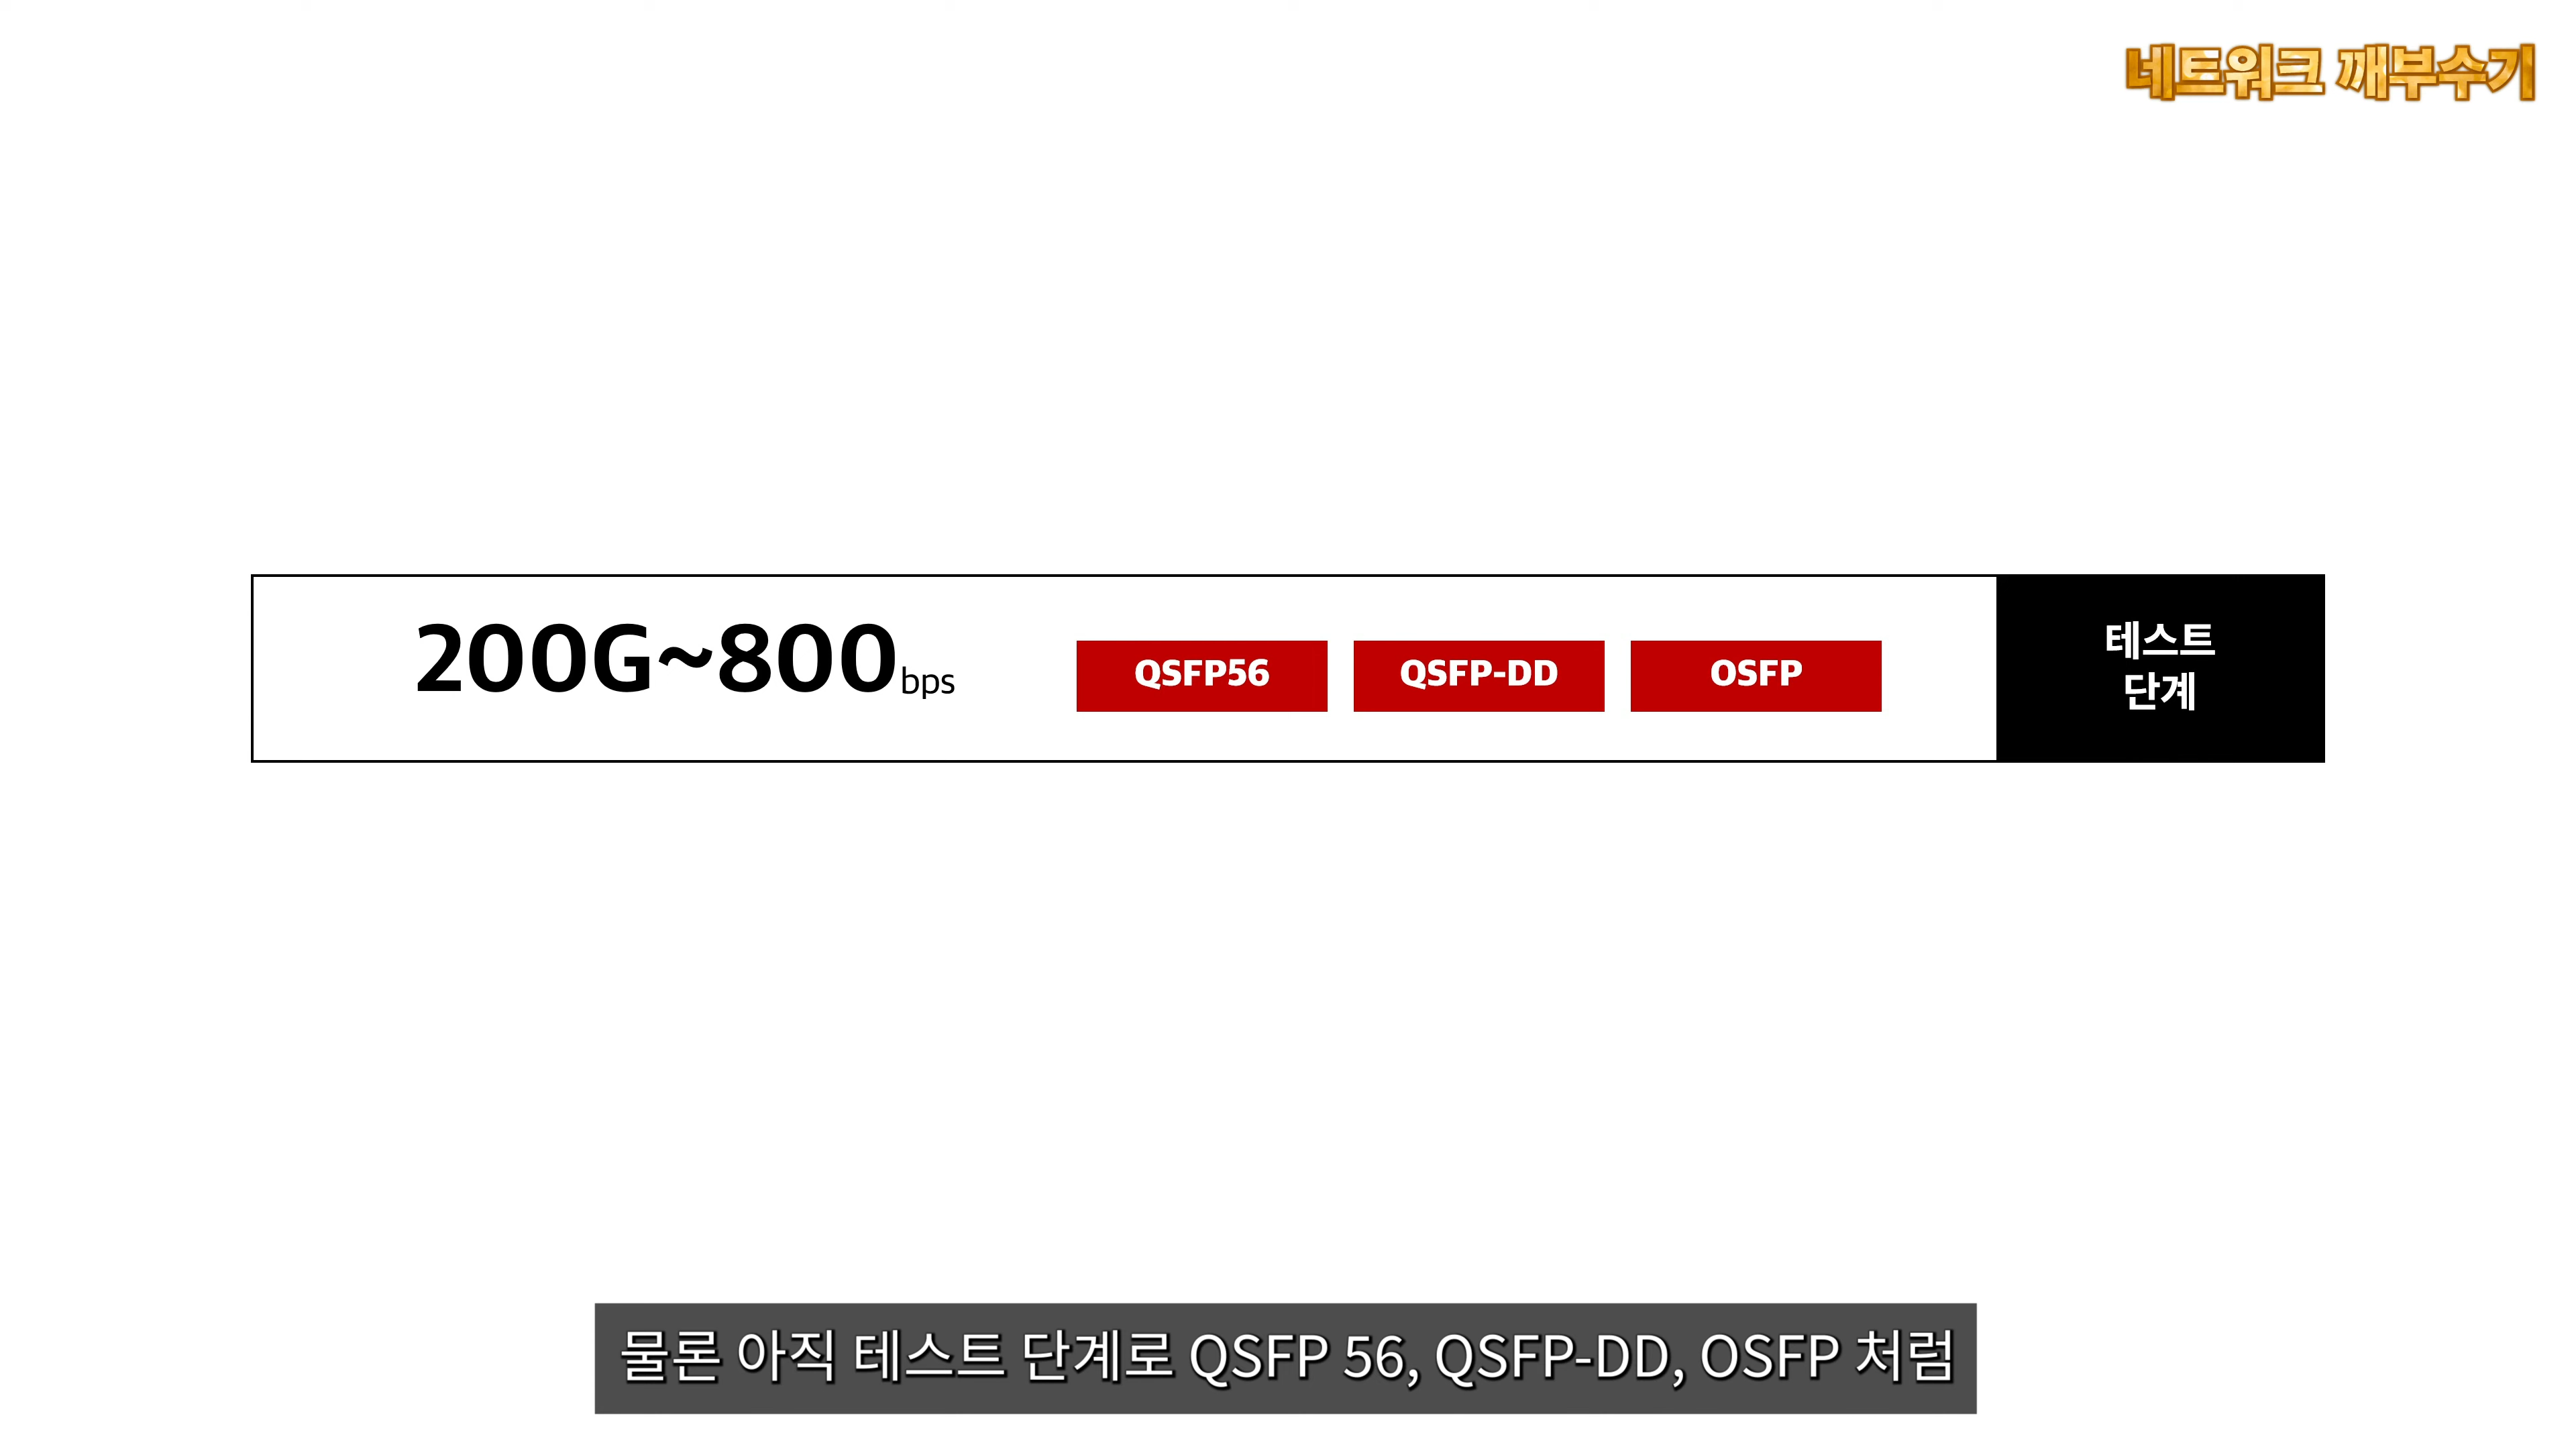 네트워크 깨부수기
200G~800bps
QSFP56
QSFP-DD
OSFP
테스트
단계
물론 아직 테스트 단계로 QSFP 56, QSFP-DD, OSFP 처럼